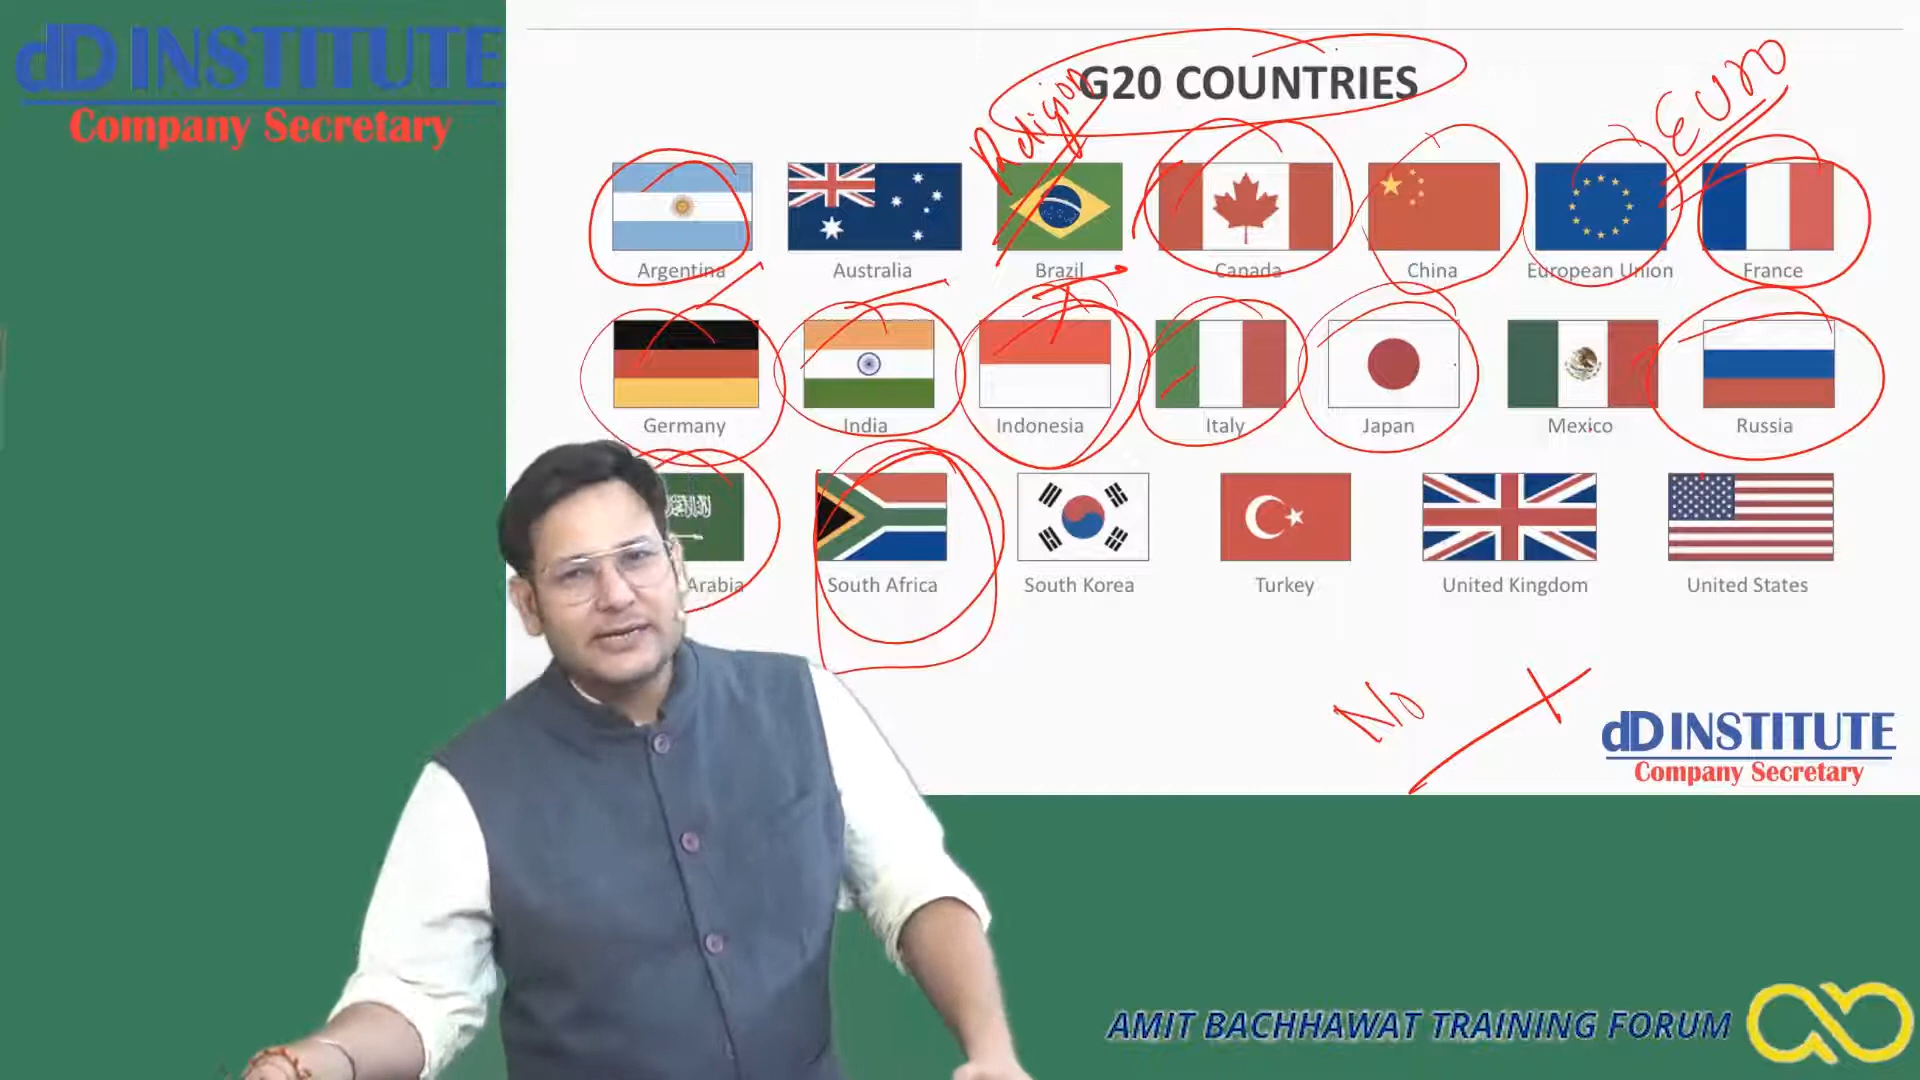 dD INSTITUTE
Company Secretary
G20 COUNTRIES
Religion
Euro
Argentina
Australia
Brazil
Canada
China
European Union
France
Germany
India
Indonesia
Italy
Japan
Mexico
Russia
Arabia
South Africa
South Korea
Turkey
United Kingdom
United States
No
dD INSTITUTE
Company Secretary
AMIT BACHHAWAT TRAINING FORUM